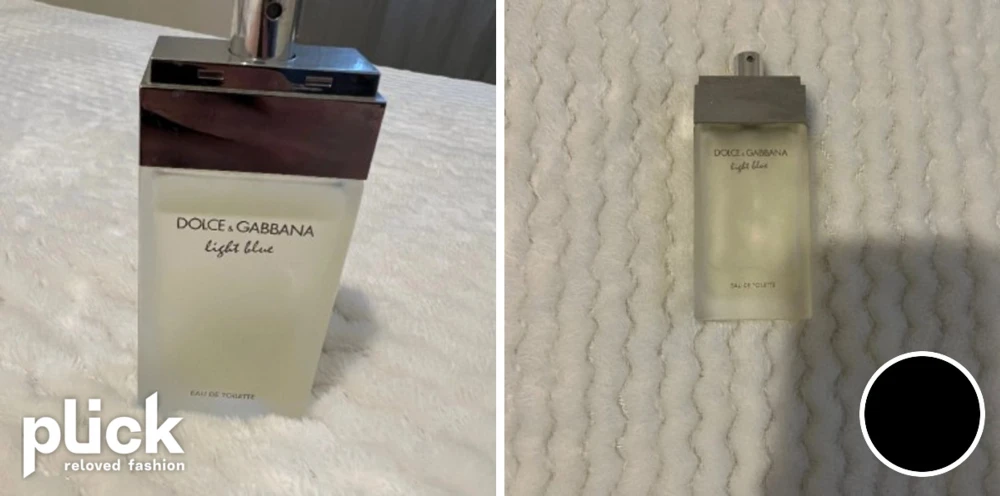 DOLCE & GABBANA
light blue
EAU DE TOILETTE
plick
reloved fashion
DOLCE & GABBANA
light blue
EAU DE TOILETTE